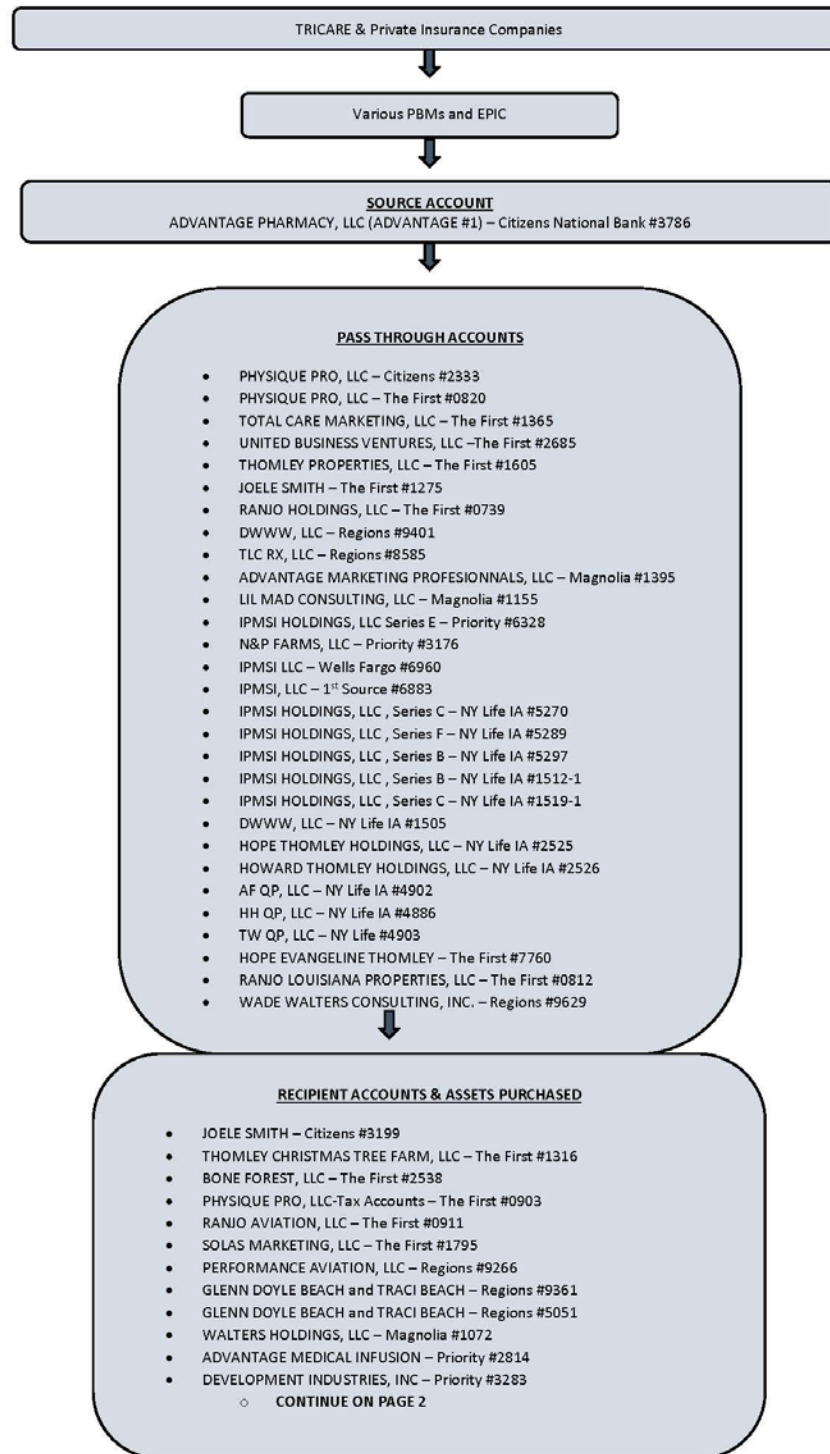 TRICARE & Private Insurance Companies
Various PBMs and EPIC
SOURCE ACCOUNT
ADVANTAGE PHARMACY, LLC (ADVANTAGE #1) – Citizens National Bank #3786
PASS THROUGH ACCOUNTS
• PHYSIQUE PRO, LLC – Citizens #2333
• PHYSIQUE PRO, LLC – The First #0820
• TOTAL CARE MARKETING, LLC – The First #1365
• UNITED BUSINESS VENTURES, LLC –The First #2685
• THOMLEY PROPERTIES, LLC – The First #1605
• JOELE SMITH – The First #1275
• RANJO HOLDINGS, LLC – The First #0739
• DWWW, LLC – Regions #9401
• TLC RX, LLC – Regions #8585
• ADVANTAGE MARKETING PROFESIONNALS, LLC – Magnolia #1395
• LIL MAD CONSULTING, LLC – Magnolia #1155
• IPMSI HOLDINGS, LLC Series E – Priority #6328
• N&P FARMS, LLC – Priority #3176
• IPMSI LLC – Wells Fargo #6960
• IPMSI, LLC – 1st Source #6883
• IPMSI HOLDINGS, LLC , Series C – NY Life IA #5270
• IPMSI HOLDINGS, LLC , Series F – NY Life IA #5289
• IPMSI HOLDINGS, LLC , Series B – NY Life IA #5297
• IPMSI HOLDINGS, LLC , Series B – NY Life IA #1512-1
• IPMSI HOLDINGS, LLC , Series C – NY Life IA #1519-1
• DWWW, LLC – NY Life IA #1505
• HOPE THOMLEY HOLDINGS, LLC – NY Life IA #2525
• HOWARD THOMLEY HOLDINGS, LLC – NY Life IA #2526
• AF QP, LLC – NY Life IA #4902
• HH QP, LLC – NY Life IA #4886
• TW QP, LLC – NY Life #4903
• HOPE EVANGELINE THOMLEY – The First #7760
• RANJO LOUISIANA PROPERTIES, LLC – The First #0812
• WADE WALTERS CONSULTING, INC. – Regions #9629
RECIPIENT ACCOUNTS & ASSETS PURCHASED
• JOELE SMITH – Citizens #3199
• THOMLEY CHRISTMAS TREE FARM, LLC – The First #1316
• BONE FOREST, LLC – The First #2538
• PHYSIQUE PRO, LLC-Tax Accounts – The First #0903
• RANJO AVIATION, LLC – The First #0911
• SOLAS MARKETING, LLC – The First #1795
• PERFORMANCE AVIATION, LLC – Regions #9266
• GLENN DOYLE BEACH and TRACI BEACH – Regions #9361
• GLENN DOYLE BEACH and TRACI BEACH – Regions #5051
• WALTERS HOLDINGS, LLC – Magnolia #1072
• ADVANTAGE MEDICAL INFUSION – Priority #2814
• DEVELOPMENT INDUSTRIES, INC – Priority #3283
○ CONTINUE ON PAGE 2